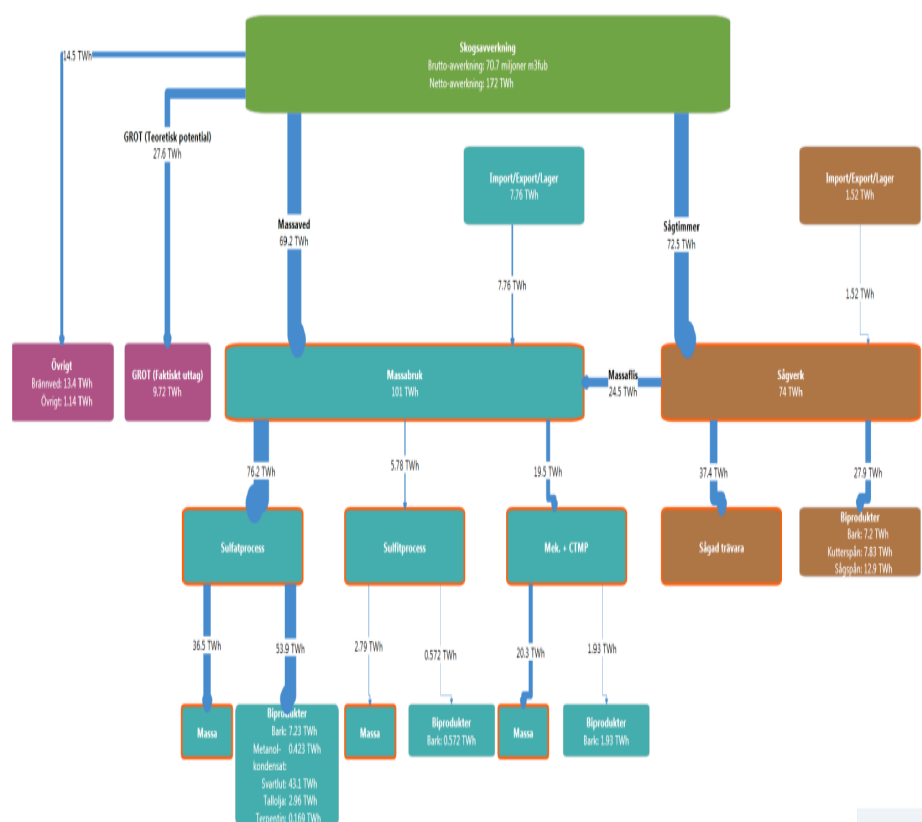 Skogsavverkning
Brutto-avverkning: 70.7 miljoner m3fub
Netto-avverkning: 172 TWh
14.5 TWh
GROT (Teoretisk potential)
27.6 TWh
Import/Export/Lager
7.76 TWh
Import/Export/Lager
1.52 TWh
Massaved
69.2 TWh
Sågtimmer
72.5 TWh
7.76 TWh
1.52 TWh
Övrigt
Brännved: 13.4 TWh
Övrigt: 1.14 TWh
GROT (Faktiskt uttag)
9.72 TWh
Massabruk
101 TWh
Massaflis
24.5 TWh
Sågverk
74 TWh
76.2 TWh
5.78 TWh
19.5 TWh
37.4 TWh
27.9 TWh
Sulfatprocess
Sulfitprocess
Mek. + CTMP
Sågad trävara
Biprodukter
Bark: 7.2 TWh
Kutterspån: 7.83 TWh
Sågspån: 12.9 TWh
36.5 TWh
53.9 TWh
2.79 TWh
0.572 TWh
20.3 TWh
1.93 TWh
Massa
Biprodukter
Bark: 7.23 TWh
Metanol- 0.423 TWh
kondensat:
Svartlut: 43.1 TWh
Tallolja: 2.96 TWh
Terpentin: 0.169 TWh
Massa
Biprodukter
Bark: 0.572 TWh
Massa
Biprodukter
Bark: 1.93 TWh